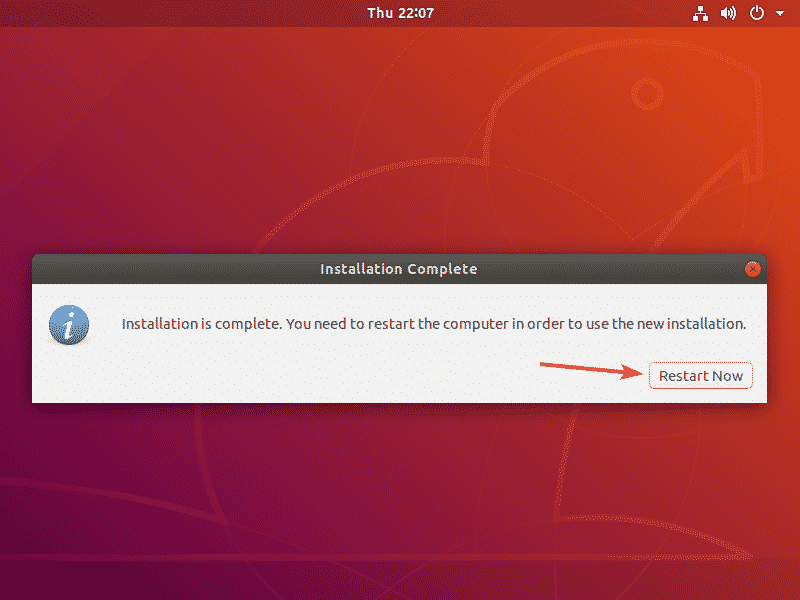 Thu 22:07
Installation Complete
Installation is complete. You need to restart the computer in order to use the new installation.
Restart Now